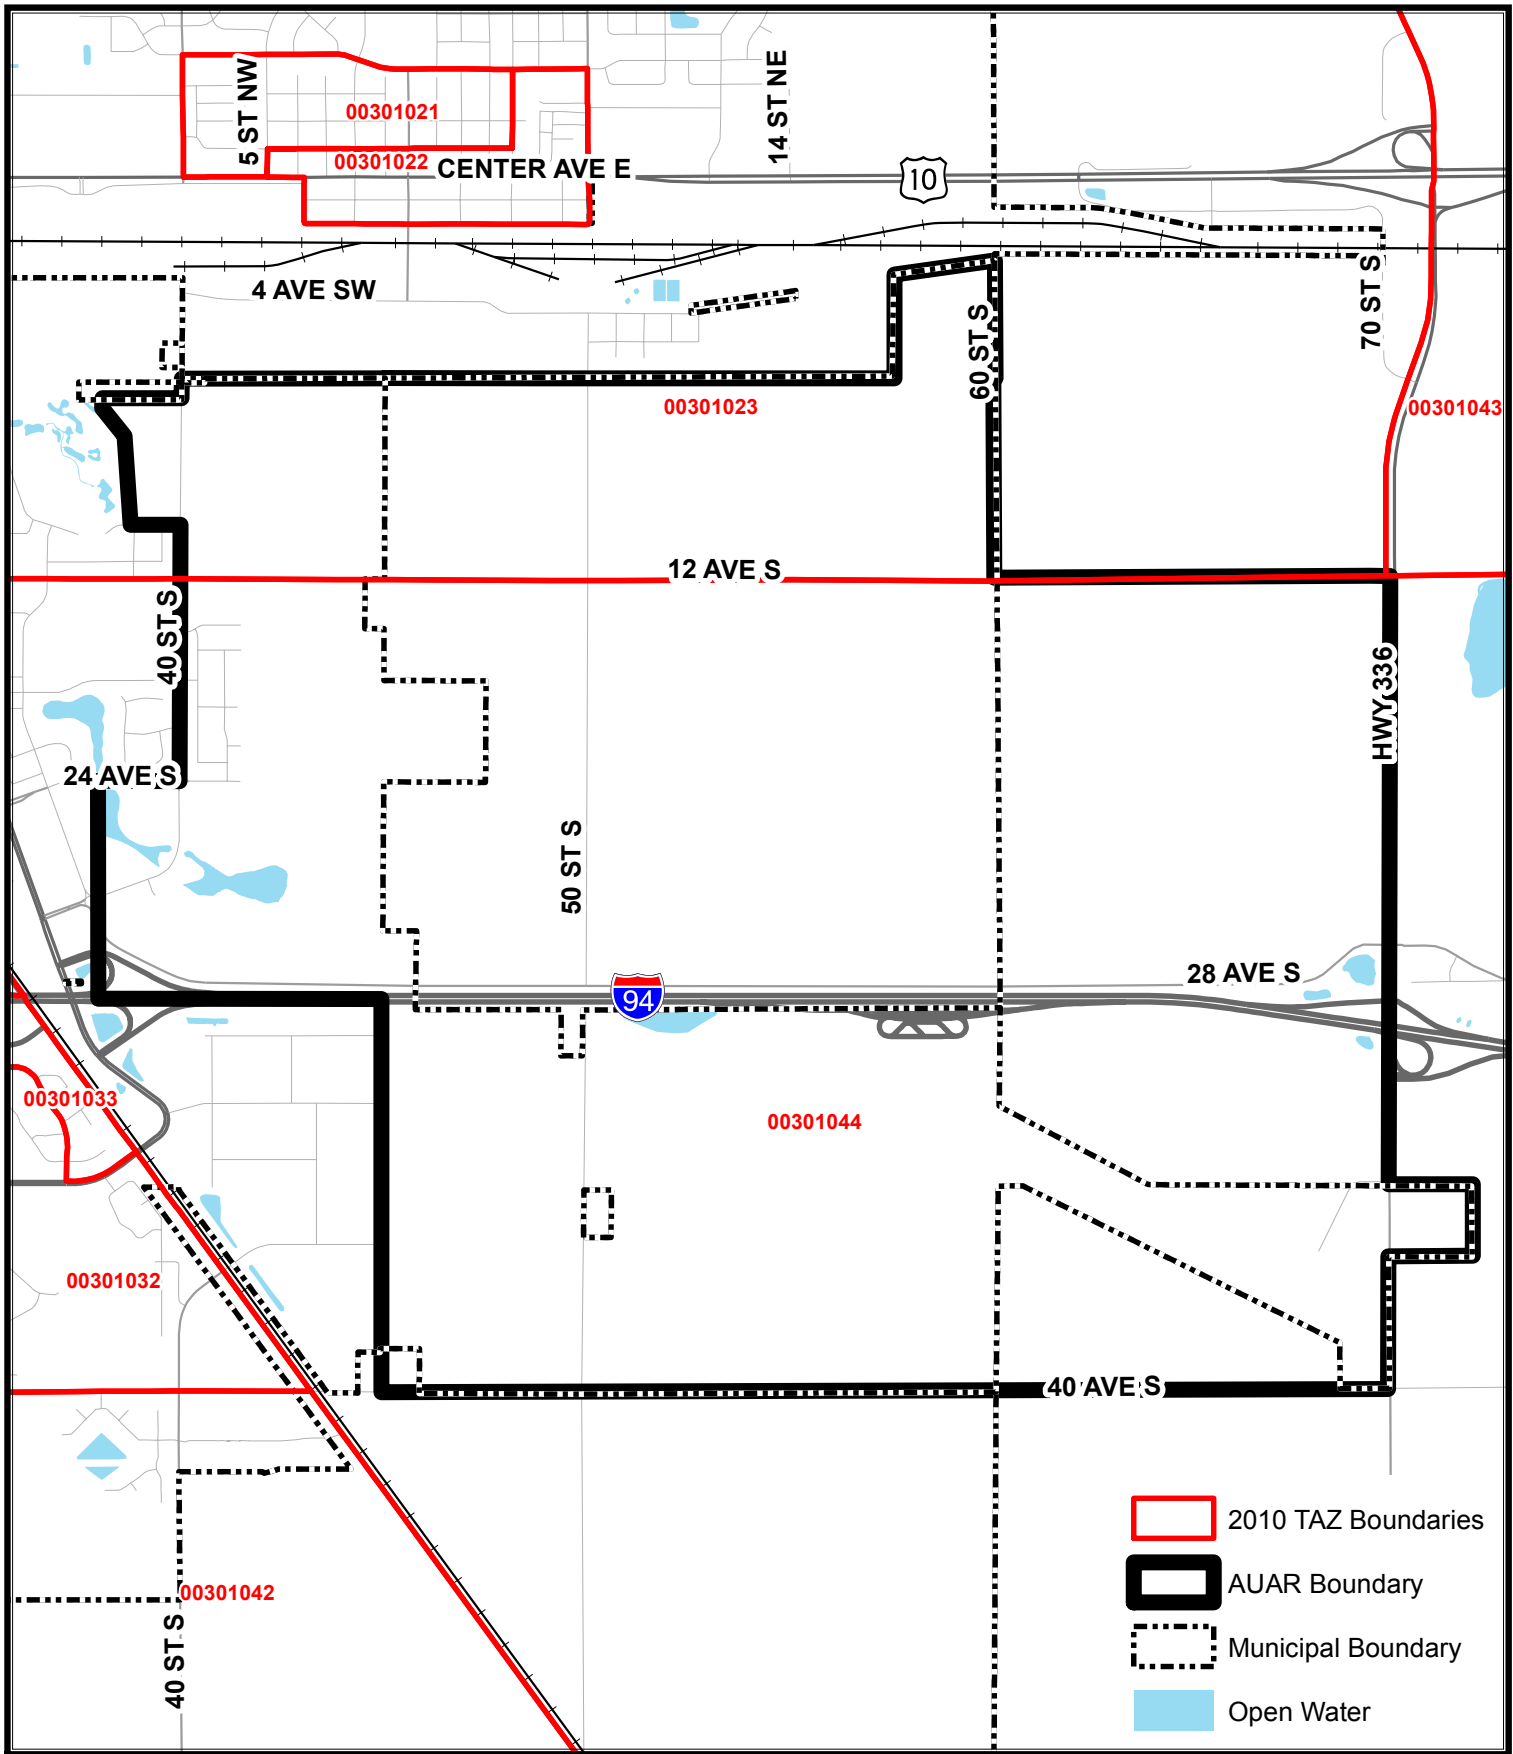 5 ST NW
00301021
14 ST NE
00301022
CENTER AVE E
10
4 AVE SW
60 ST S
70 ST S
00301023
00301043
12 AVE S
40 ST S
HWY 336
24 AVE S
50 ST S
28 AVE S
94
00301033
00301044
00301032
40 AVE S
00301042
40 ST S
2010 TAZ Boundaries
AUAR Boundary
Municipal Boundary
Open Water